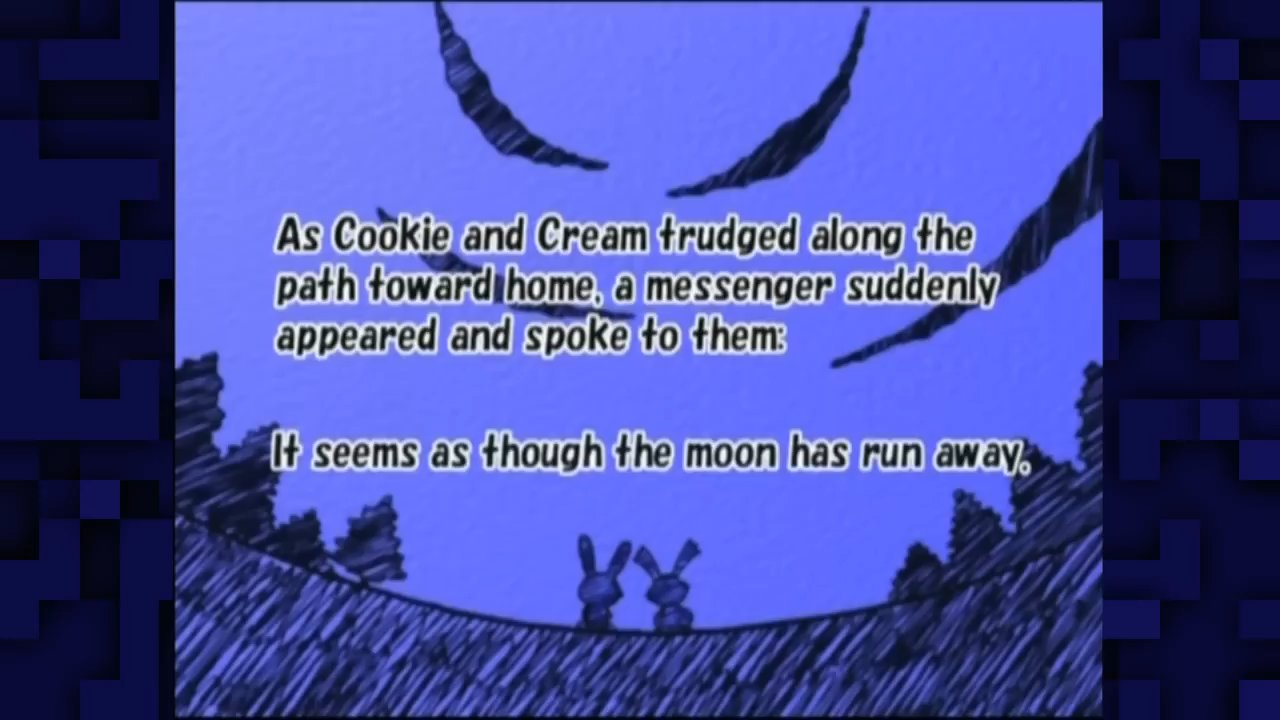 As Cookie and Cream trudged along the
path toward home, a messenger suddenly
appeared and spoke to them:
It seems as though the moon has run away.